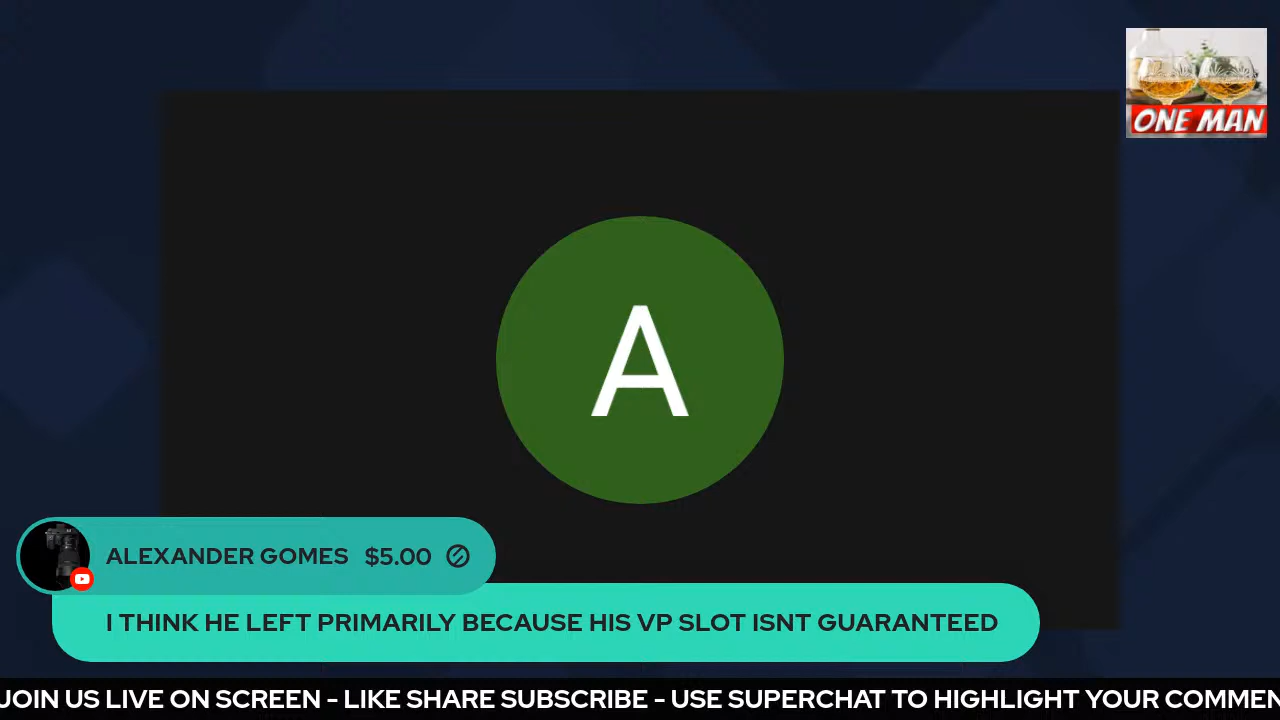 ONE MAN
A
ALEXANDER GOMES $5.00
I THINK HE LEFT PRIMARILY BECAUSE HIS VP SLOT ISNT GUARANTEED
JOIN US LIVE ON SCREEN - LIKE SHARE SUBSCRIBE - USE SUPERCHAT TO HIGHLIGHT YOUR COMMEN